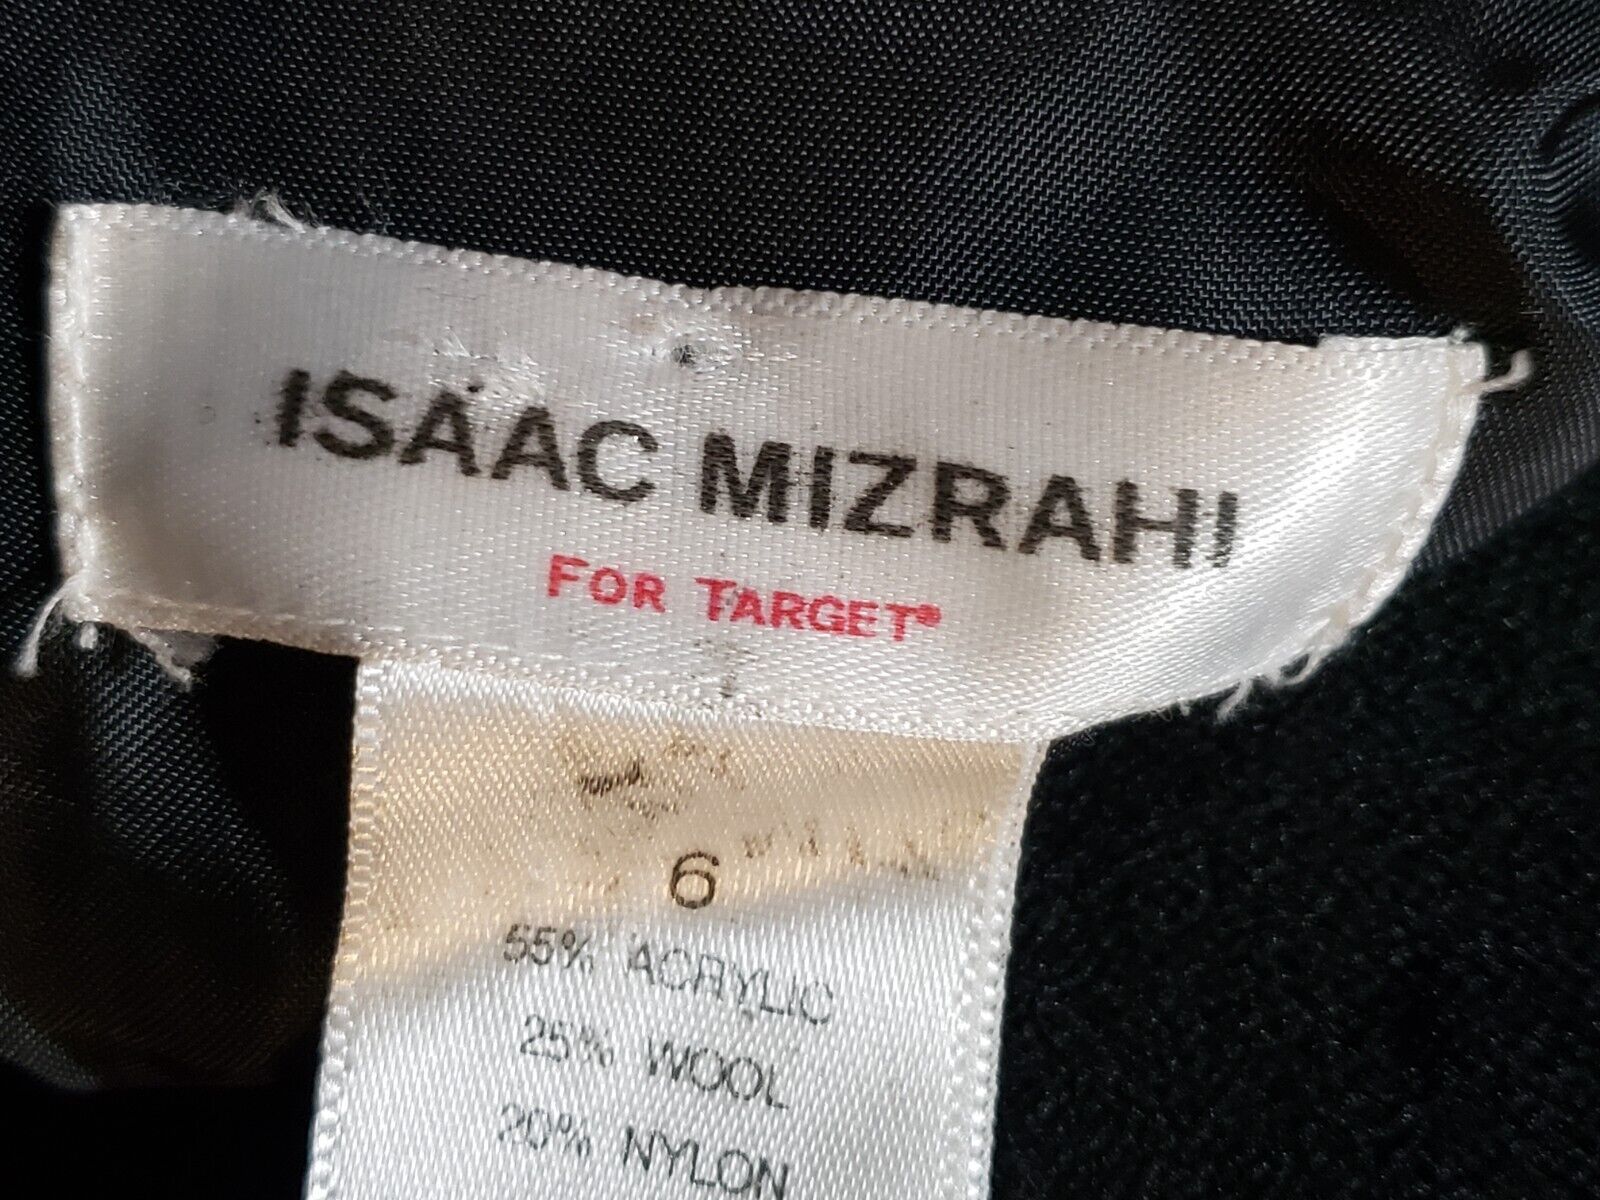 ISAAC MIZRAHI
FOR TARGET®
6
55% ACRYLIC
25% WOOL
20% NYLON